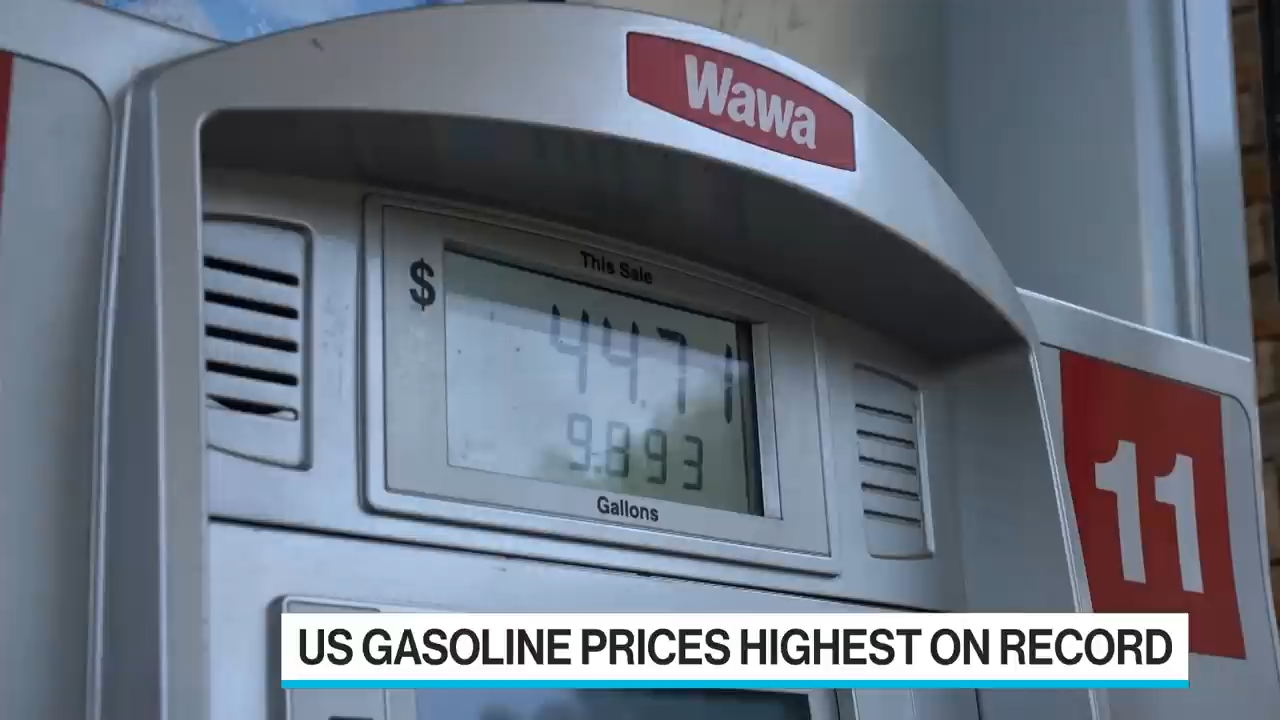 Wawa
This Sale
$
44.71
9.893
Gallons
11
US GASOLINE PRICES HIGHEST ON RECORD